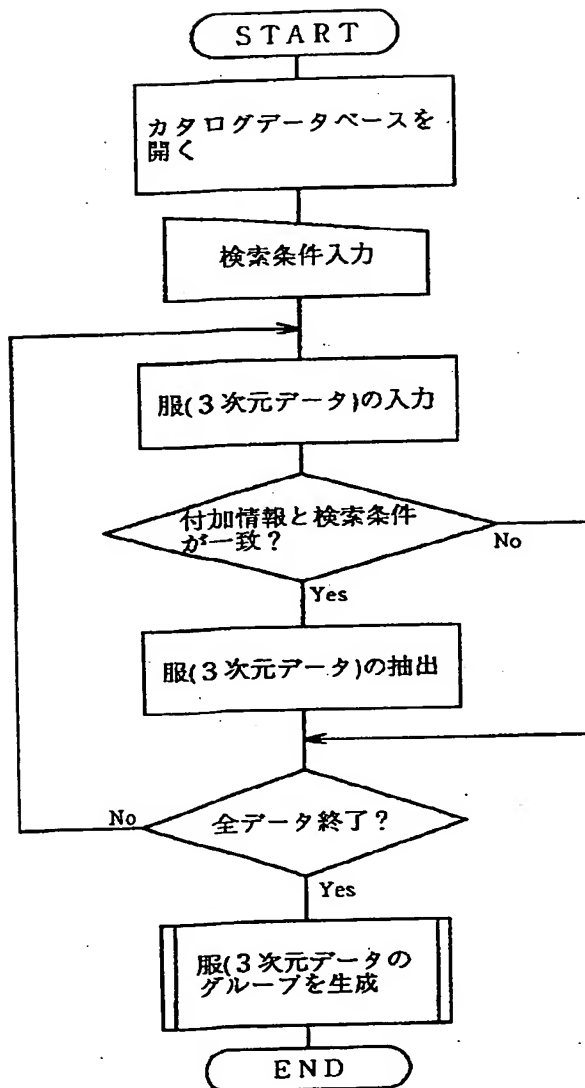 START
カタログデータベースを
開く
検索条件入力
服(3次元データ)の入力
付加情報と検索条件
が一致?
No
Yes
服(3次元データ)の抽出
No
全データ終了?
Yes
服(3次元データの
グループを生成
END